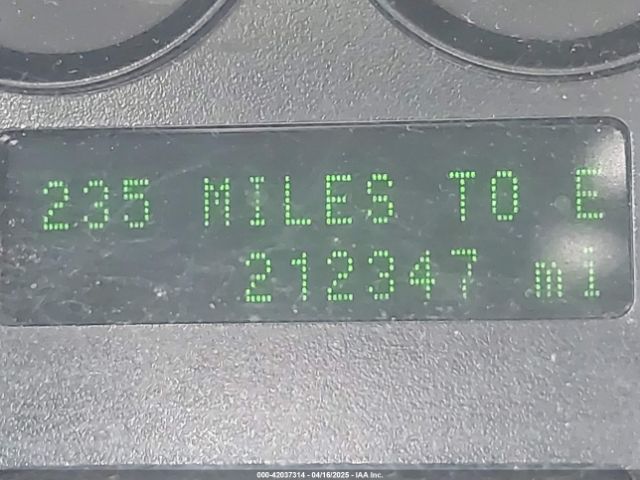 235 MILES TO E
212347 mi
000-42037314 - 04/16/2025 - IAA Inc.